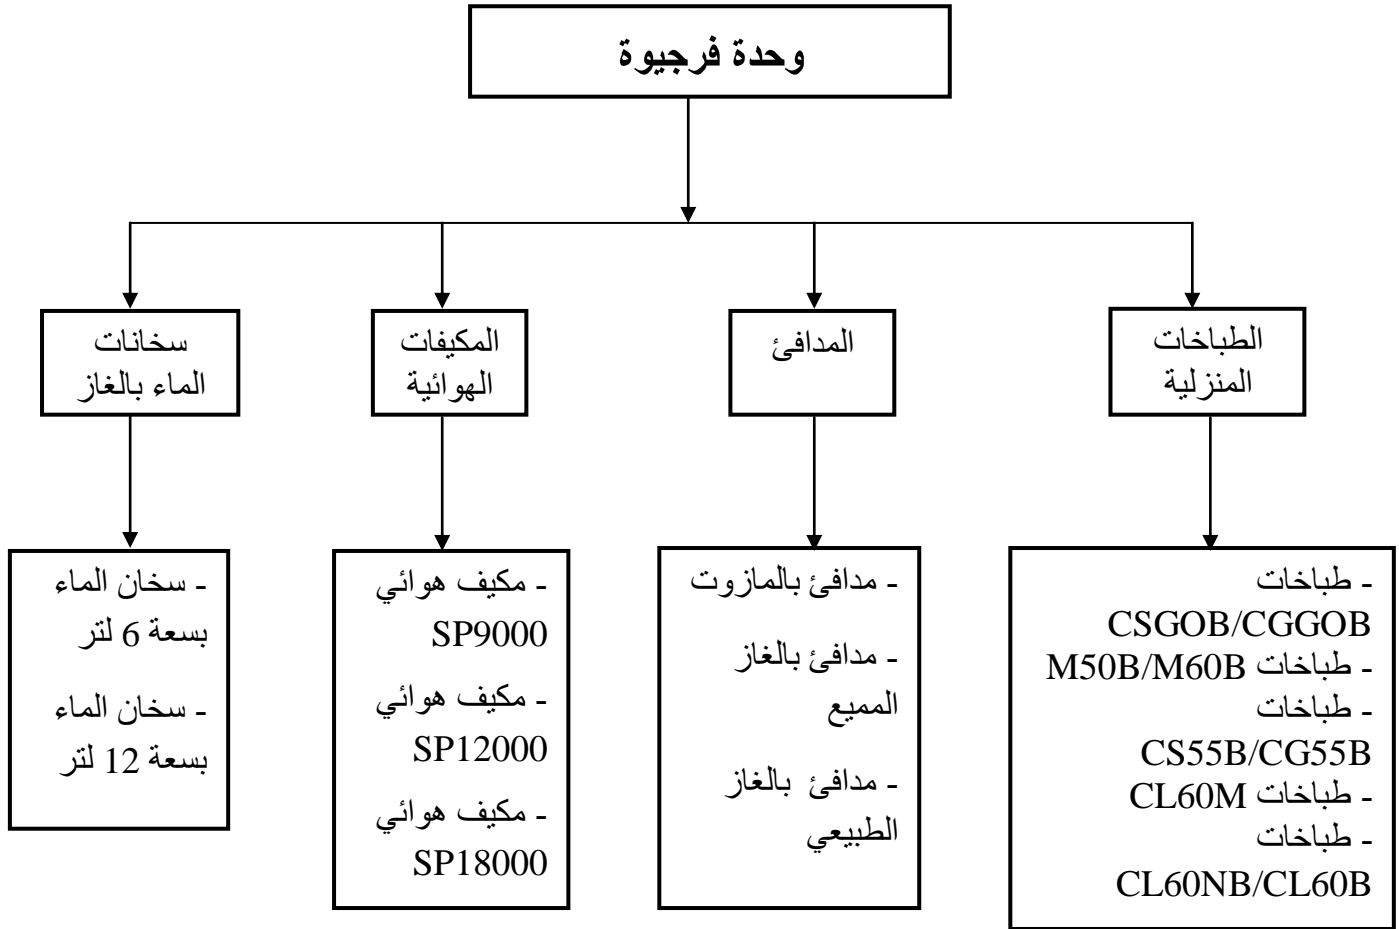 وحدة فرجيوة
الطباخات
المنزلية
المدافئ
المكيفات
الهوائية
سخانات
الماء بالغاز
- طباخات
CSGOB/CGGOB
- طباخات M50B/M60B
- طباخات
CS55B/CG55B
- طباخات CL60M
- طباخات
CL60NB/CL60B
- مدافئ بالمازوت
- مدافئ بالغاز
المميع
- مدافئ بالغاز
الطبيعي
- مكيف هوائي
SP9000
- مكيف هوائي
SP12000
- مكيف هوائي
SP18000
- سخان الماء
بسعة 6 لتر
- سخان الماء
بسعة 12 لتر